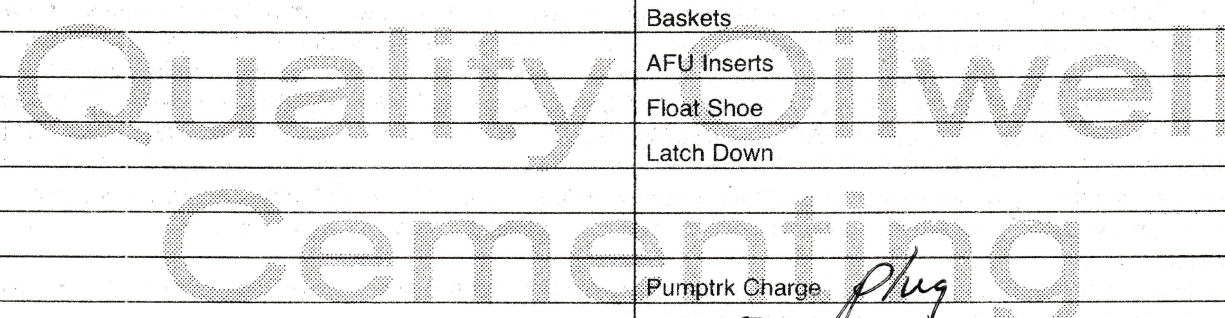 Baskets
Quality Oilwell
AFU Inserts
Float Shoe
Latch Down
Cementing
Pumptrk Charge plug